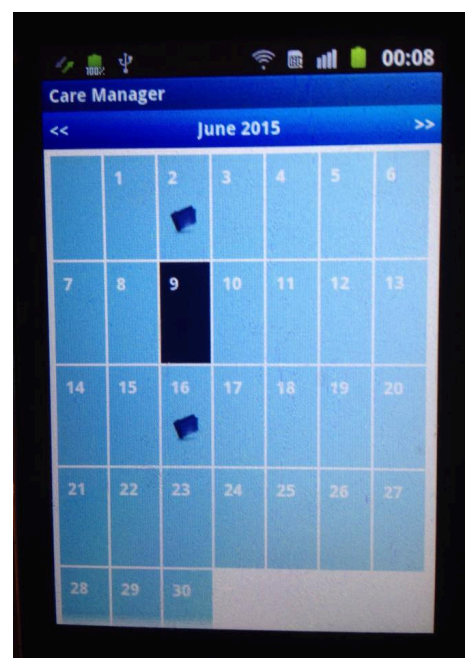 100% 00:08
Care Manager
<< June 2015 >>
1 2 3 4 5 6
7 8 9 10 11 12 13
14 15 16 17 18 19 20
21 22 23 24 25 26 27
28 29 30